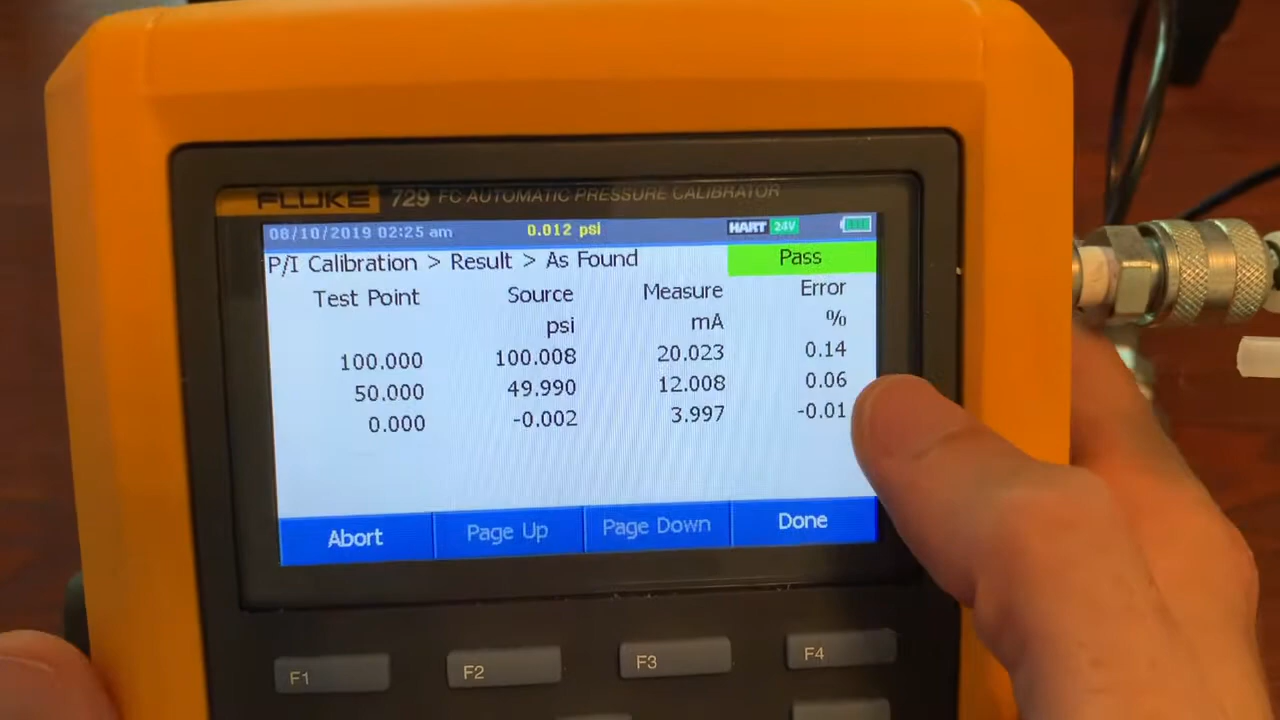 FLUKE 729 FC AUTOMATIC PRESSURE CALIBRATOR
08/10/2019 02:25 am 0.012 psi HART 24V
P/I Calibration > Result > As Found Pass
Test Point Source Measure Error
psi mA %
100.000 100.008 20.023 0.14
50.000 49.990 12.008 0.06
0.000 -0.002 3.997 -0.01
Abort Page Up Page Down Done
F1 F2 F3 F4